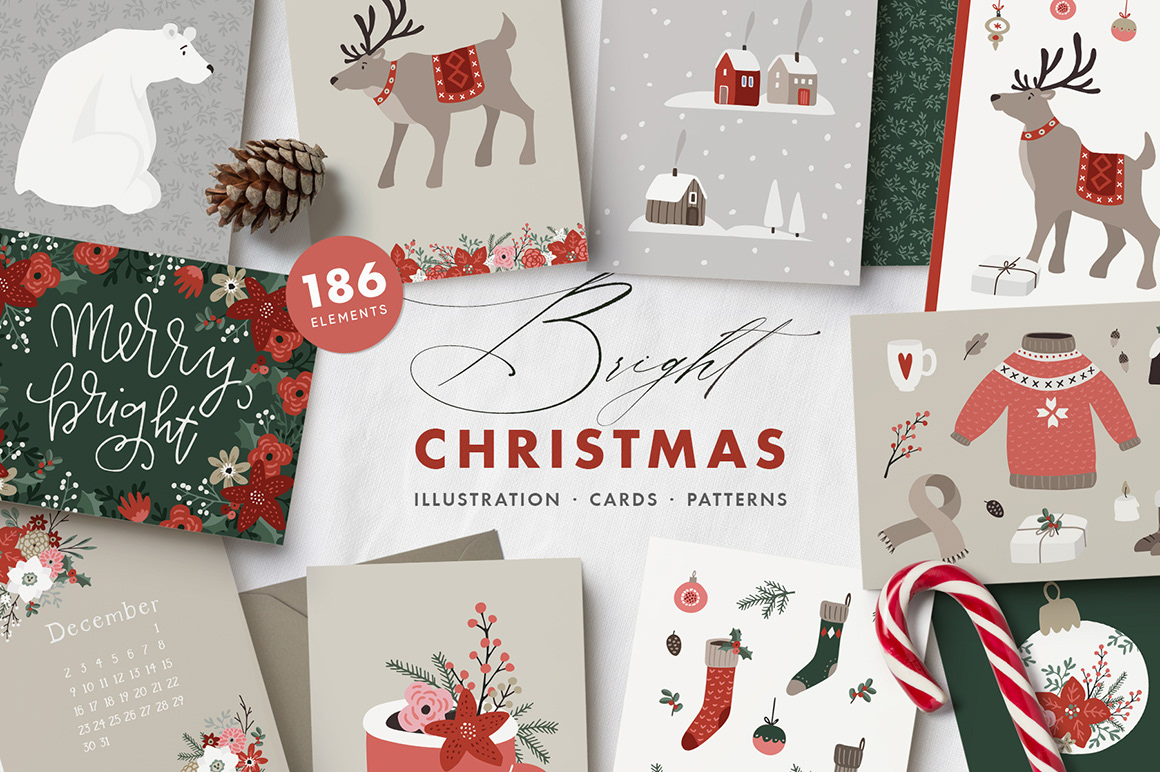 186
ELEMENTS
Merry
bright
Bright
CHRISTMAS
ILLUSTRATION · CARDS · PATTERNS
December
1
2 3 4 5 6 7 8
9 10 11 12 13 14 15
16 17 18 19 20 21 22
23 24 25 26 27 28 29
30 31